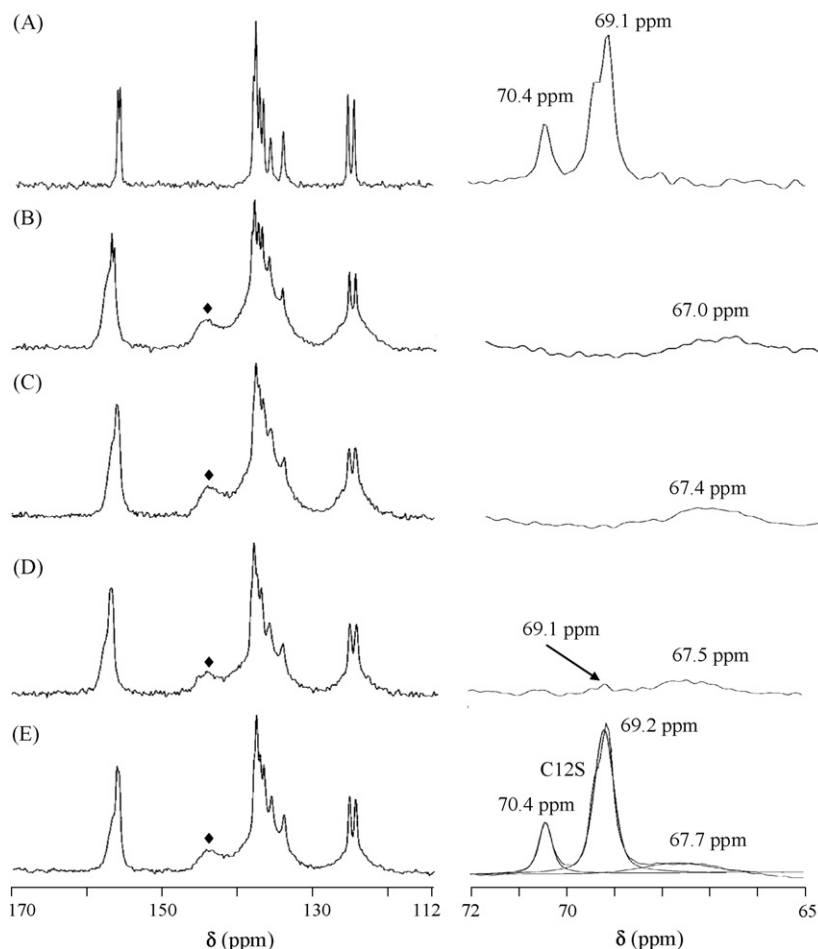 (A)
69.1 ppm
70.4 ppm
(B)
67.0 ppm
(C)
67.4 ppm
(D)
69.1 ppm
67.5 ppm
(E)
69.2 ppm
C12S
70.4 ppm
67.7 ppm
170 150 130 112 72 70 68 65
δ (ppm) δ (ppm)